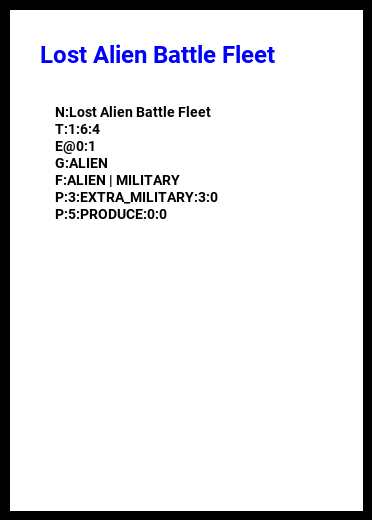 Lost Alien Battle Fleet
N:Lost Alien Battle Fleet
T:1:6:4
E@0:1
G:ALIEN
F:ALIEN | MILITARY
P:3:EXTRA_MILITARY:3:0
P:5:PRODUCE:0:0